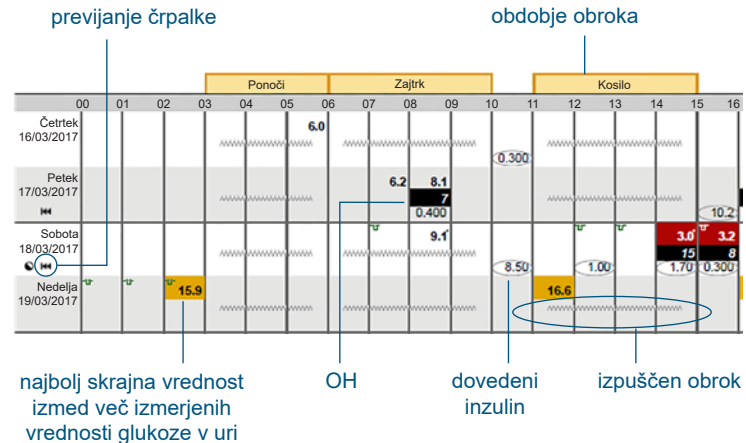 previjanje črpalke
obdobje obroka
Ponoči Zajtrk Kosilo
00 01 02 03 04 05 06 07 08 09 10 11 12 13 14 15 16
Četrtek
16/03/2017
6.0
0.300
Petek
17/03/2017
6.2 8.1
7
0.400
10.2
Sobota
18/03/2017
9.1
3.0 3.2
15 8
8.50 1.00 1.70 0.300
Nedelja
19/03/2017
15.9
16.6
najbolj skrajna vrednost
izmed več izmerjenih
vrednosti glukoze v uri
OH
dovedeni
inzulin
izpuščen obrok